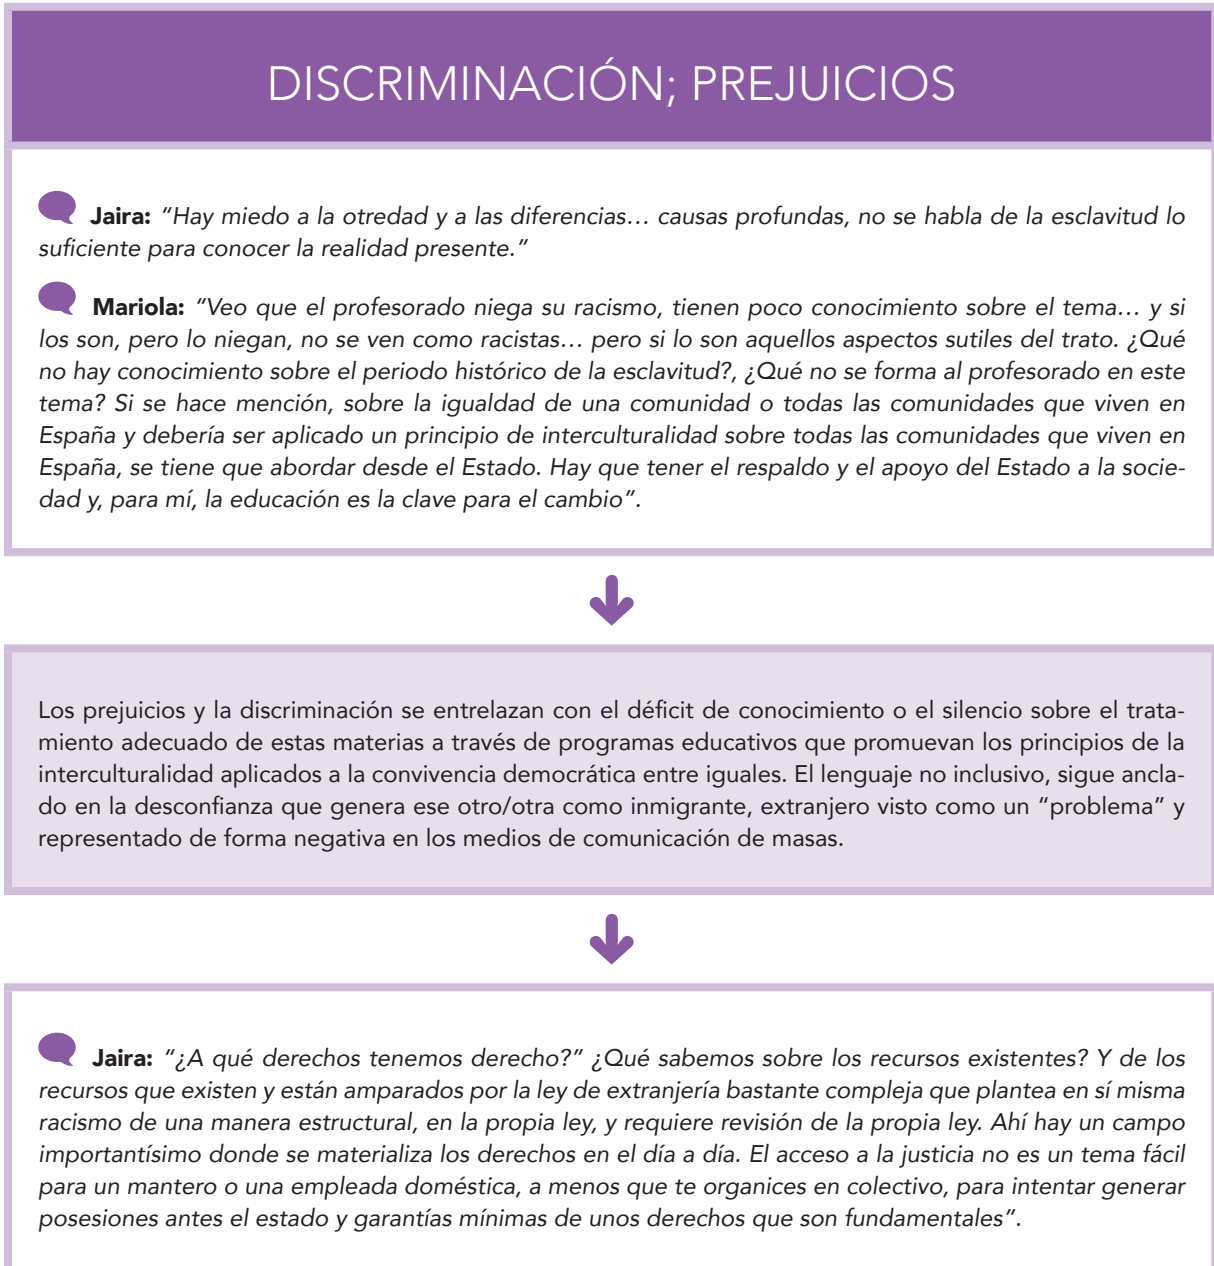 DISCRIMINACIÓN; PREJUICIOS
Jaira: “Hay miedo a la otredad y a las diferencias… causas profundas, no se habla de la esclavitud lo
suficiente para conocer la realidad presente.”
Mariola: “Veo que el profesorado niega su racismo, tienen poco conocimiento sobre el tema… y si
los son, pero lo niegan, no se ven como racistas… pero si lo son aquellos aspectos sutiles del trato. ¿Qué
no hay conocimiento sobre el periodo histórico de la esclavitud?, ¿Qué no se forma al profesorado en este
tema? Si se hace mención, sobre la igualdad de una comunidad o todas las comunidades que viven en
España y debería ser aplicado un principio de interculturalidad sobre todas las comunidades que viven en
España, se tiene que abordar desde el Estado. Hay que tener el respaldo y el apoyo del Estado a la socie-
dad y, para mí, la educación es la clave para el cambio”.
Los prejuicios y la discriminación se entrelazan con el déficit de conocimiento o el silencio sobre el trata-
miento adecuado de estas materias a través de programas educativos que promuevan los principios de la
interculturalidad aplicados a la convivencia democrática entre iguales. El lenguaje no inclusivo, sigue ancla-
do en la desconfianza que genera ese otro/otra como inmigrante, extranjero visto como un “problema” y
representado de forma negativa en los medios de comunicación de masas.
Jaira: “¿A qué derechos tenemos derecho?” ¿Qué sabemos sobre los recursos existentes? Y de los
recursos que existen y están amparados por la ley de extranjería bastante compleja que plantea en sí misma
racismo de una manera estructural, en la propia ley, y requiere revisión de la propia ley. Ahí hay un campo
importantísimo donde se materializa los derechos en el día a día. El acceso a la justicia no es un tema fácil
para un mantero o una empleada doméstica, a menos que te organices en colectivo, para intentar generar
posesiones antes el estado y garantías mínimas de unos derechos que son fundamentales”.